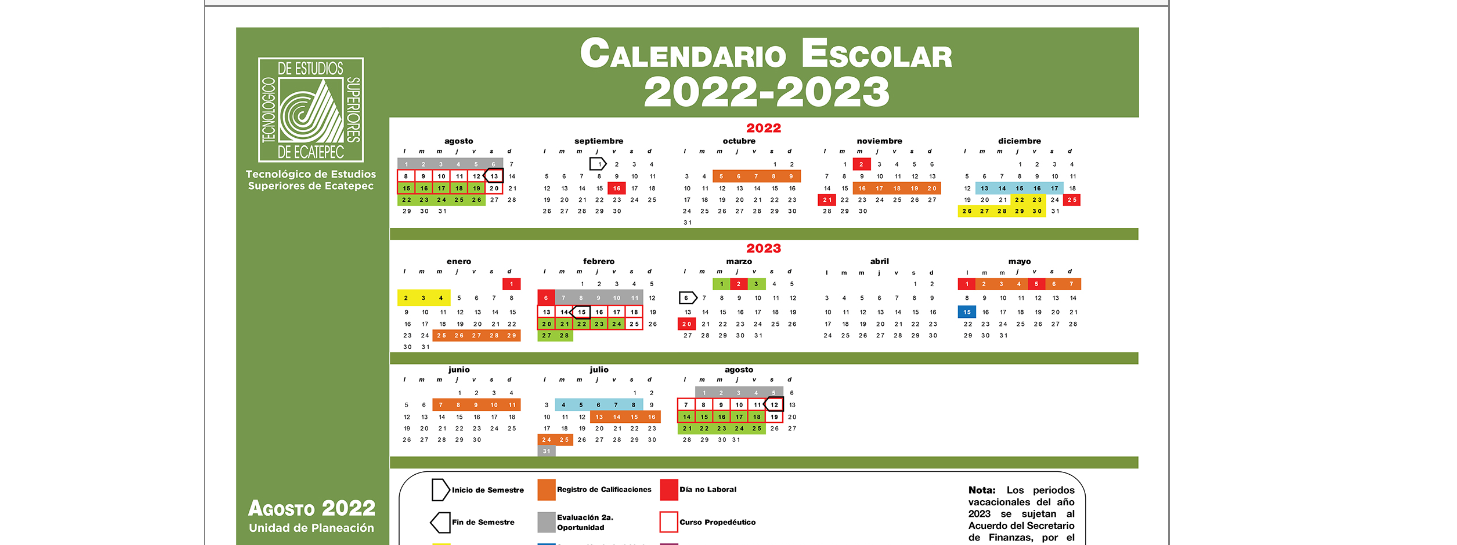 CALENDARIO ESCOLAR
2022-2023
DE ESTUDIOS
TECNOLOGICO
SUPERIORES
DE ECATEPEC
Tecnológico de Estudios
Superiores de Ecatepec
2022
agosto
l m m j v s d
1 2 3 4 5 6 7
8 9 10 11 12 13 14
15 16 17 18 19 20 21
22 23 24 25 26 27 28
29 30 31
septiembre
l m m j v s d
1 2 3 4
5 6 7 8 9 10 11
12 13 14 15 16 17 18
19 20 21 22 23 24 25
26 27 28 29 30
octubre
l m m j v s d
1 2
3 4 5 6 7 8 9
10 11 12 13 14 15 16
17 18 19 20 21 22 23
24 25 26 27 28 29 30
31
noviembre
l m m j v s d
1 2 3 4 5 6
7 8 9 10 11 12 13
14 15 16 17 18 19 20
21 22 23 24 25 26 27
28 29 30
diciembre
l m m j v s d
1 2 3 4
5 6 7 8 9 10 11
12 13 14 15 16 17 18
19 20 21 22 23 24 25
26 27 28 29 30 31
2023
enero
l m m j v s d
1
2 3 4 5 6 7 8
9 10 11 12 13 14 15
16 17 18 19 20 21 22
23 24 25 26 27 28 29
30 31
febrero
l m m j v s d
1 2 3 4 5
6 7 8 9 10 11 12
13 14 15 16 17 18 19
20 21 22 23 24 25 26
27 28
marzo
l m m j v s d
1 2 3 4 5
6 7 8 9 10 11 12
13 14 15 16 17 18 19
20 21 22 23 24 25 26
27 28 29 30 31
abril
l m m j v s d
1 2
3 4 5 6 7 8 9
10 11 12 13 14 15 16
17 18 19 20 21 22 23
24 25 26 27 28 29 30
mayo
l m m j v s d
1 2 3 4 5 6 7
8 9 10 11 12 13 14
15 16 17 18 19 20 21
22 23 24 25 26 27 28
29 30 31
junio
l m m j v s d
1 2 3 4
5 6 7 8 9 10 11
12 13 14 15 16 17 18
19 20 21 22 23 24 25
26 27 28 29 30
julio
l m m j v s d
1 2
3 4 5 6 7 8 9
10 11 12 13 14 15 16
17 18 19 20 21 22 23
24 25 26 27 28 29 30
31
agosto
l m m j v s d
1 2 3 4 5 6
7 8 9 10 11 12 13
14 15 16 17 18 19 20
21 22 23 24 25 26 27
28 29 30 31
AGOSTO 2022
Unidad de Planeación
Inicio de Semestre
Fin de Semestre
Registro de Calificaciones
Evaluación 2a.
Oportunidad
Día no Laboral
Curso Propedéutico
Nota: Los periodos
vacacionales del año
2023 se sujetan al
Acuerdo del Secretario
de Finanzas, por el